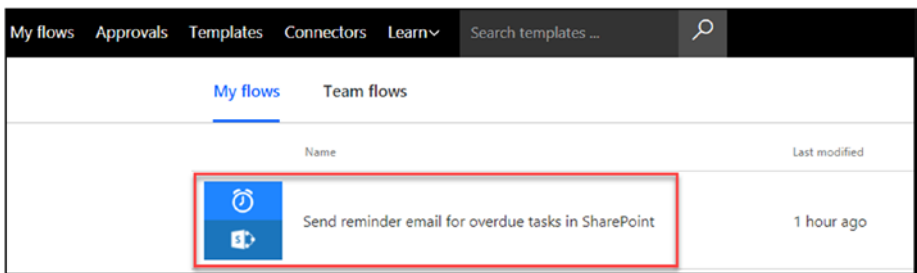 My flows Approvals Templates Connectors Learn Search templates ...
My flows Team flows
Name Last modified
Send reminder email for overdue tasks in SharePoint 1 hour ago
S